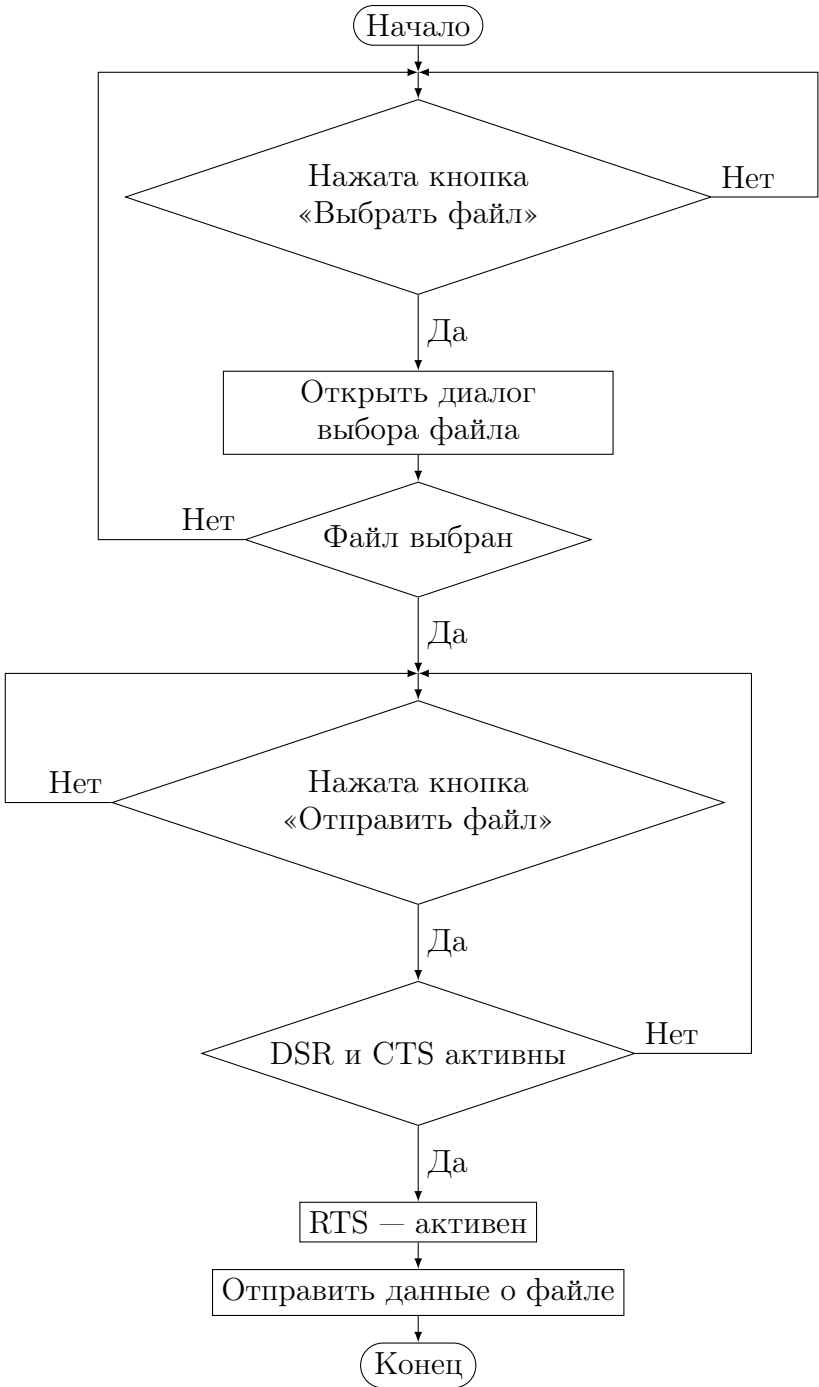 Начало
Нажата кнопка
«Выбрать файл»
Нет
Да
Открыть диалог
выбора файла
Нет
Файл выбран
Да
Нет
Нажата кнопка
«Отправить файл»
Да
DSR и CTS активны
Нет
Да
RTS — активен
Отправить данные о файле
Конец